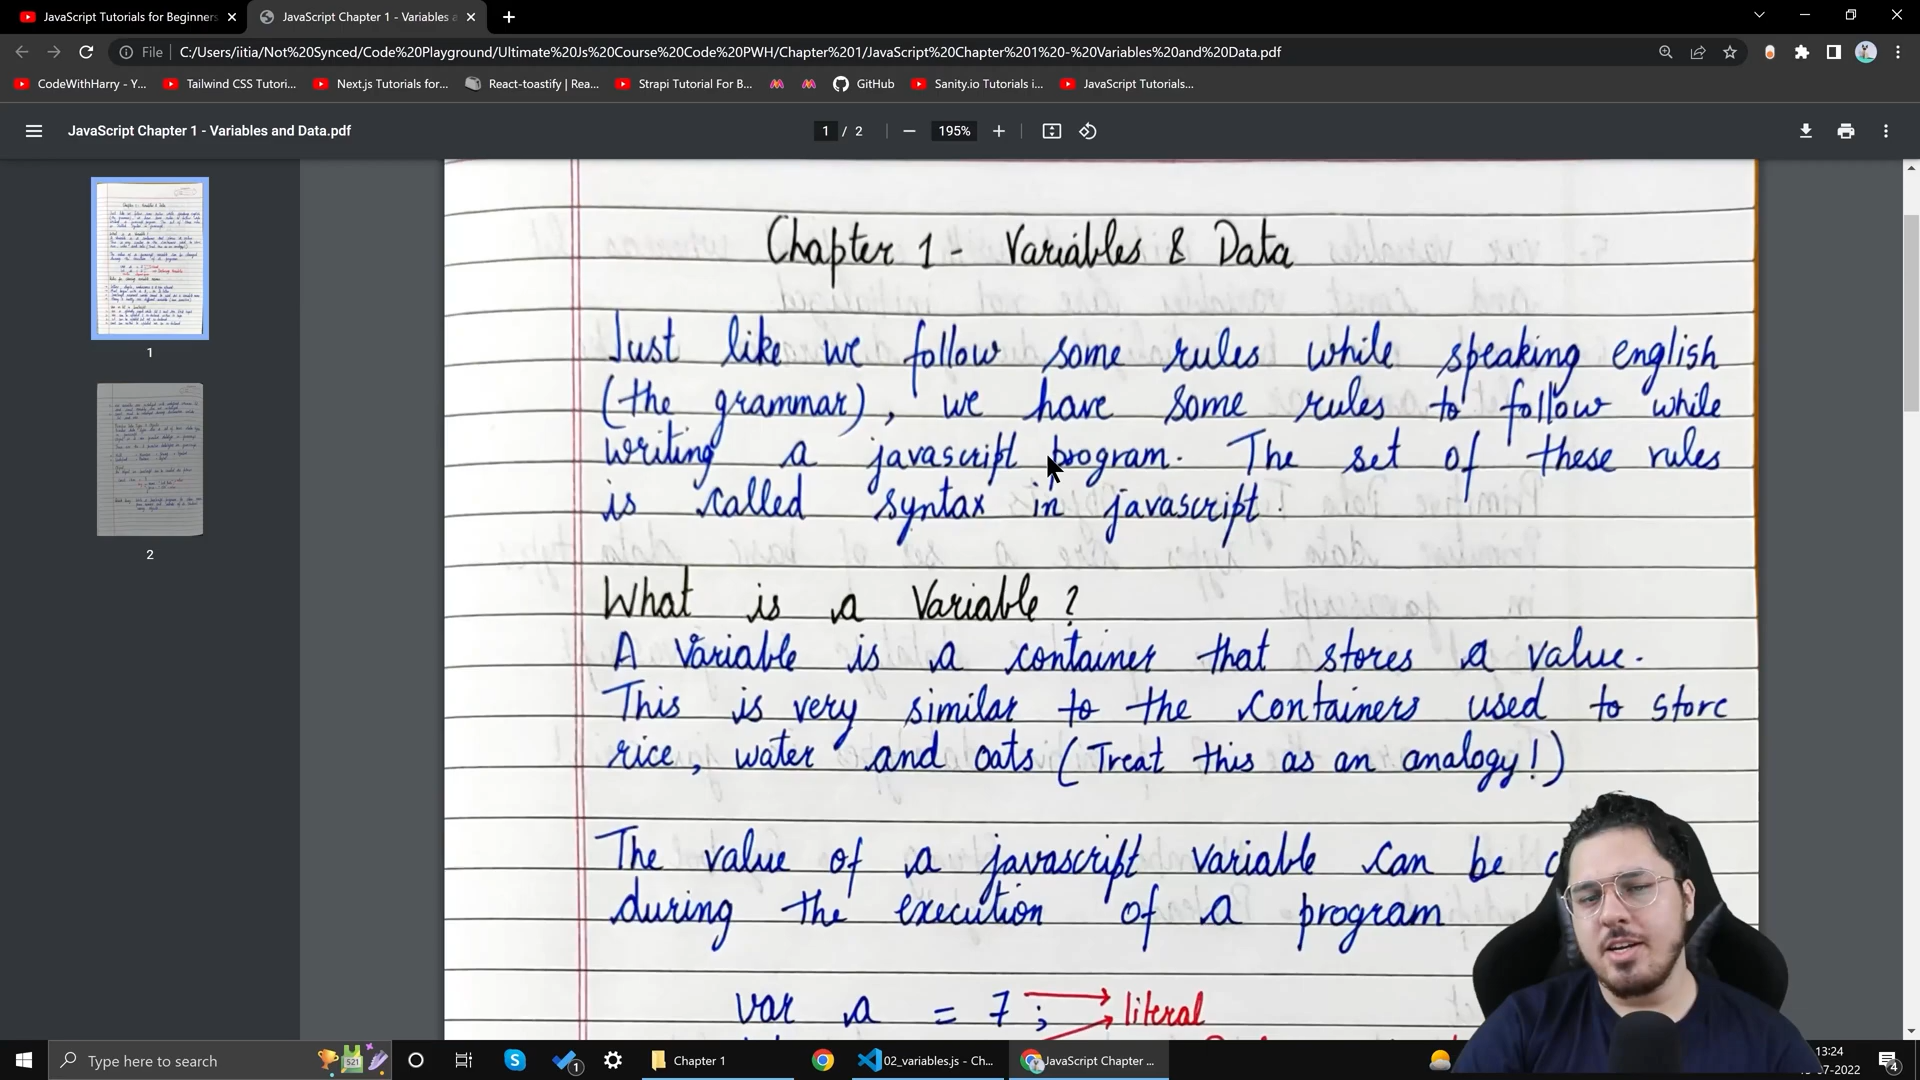 JavaScript Tutorials for Beginners
JavaScript Chapter 1 - Variables a
File
C:/Users/iitia/Not%20Synced/Code%20Playground/Ultimate%20Js%20Course%20Code%20PWH/Chapter%201/JavaScript%20Chapter%201%20-%20Variables%20and%20Data.pdf
CodeWithHarry - Y...
Tailwind CSS Tutori...
Next.js Tutorials for...
React-toastify | Rea...
Strapi Tutorial For B...
GitHub
Sanity.io Tutorials i...
JavaScript Tutorials...
JavaScript Chapter 1 - Variables and Data.pdf
1 / 2
195%
1
2
Chapter 1 - Variables & Data
Just like we follow some rules while speaking english
(the grammar), we have some rules to follow while
writing a javascript program. The set of these rules
is called syntax in javascript.
What is a Variable?
A variable is a container that stores a value.
This is very similar to the containers used to store
rice, water and oats (Treat this as an analogy!)
The value of a javascript variable can be
during the execution of a program
var a = 7; literal
Type here to search
521
1
Chapter 1
02_variables.js - Ch...
JavaScript Chapter ...
13:24
-07-2022
4